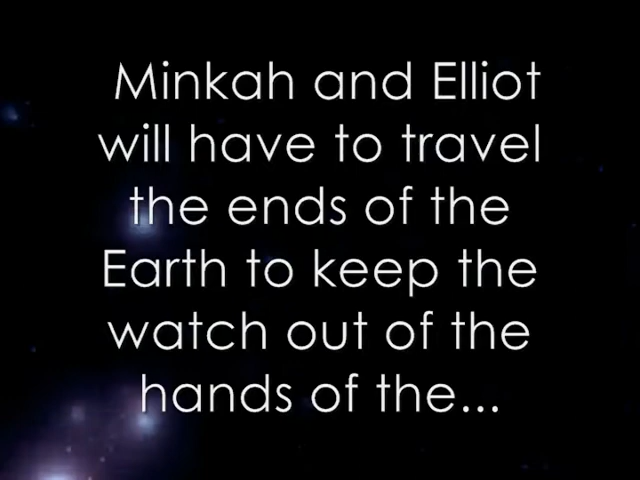 Minkah and Elliot
will have to travel
the ends of the
Earth to keep the
watch out of the
hands of the...